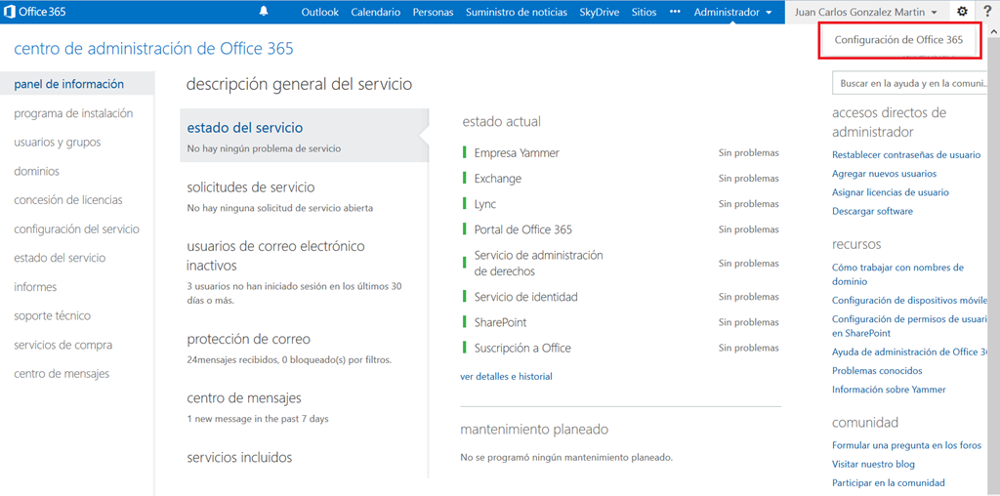 Office 365
Outlook Calendario Personas Suministro de noticias SkyDrive Sitios ••• Administrador Juan Carlos Gonzalez Martin ?
Configuración de Office 365
centro de administración de Office 365
panel de información
programa de instalación
usuarios y grupos
dominios
concesión de licencias
configuración del servicio
estado del servicio
informes
soporte técnico
servicios de compra
centro de mensajes
descripción general del servicio
estado del servicio
No hay ningún problema de servicio
solicitudes de servicio
No hay ninguna solicitud de servicio abierta
usuarios de correo electrónico
inactivos
3 usuarios no han iniciado sesión en los últimos 30
días o más.
protección de correo
24mensajes recibidos, 0 bloqueado(s) por filtros.
centro de mensajes
1 new message in the past 7 days
servicios incluidos
estado actual
Empresa Yammer Sin problemas
Exchange Sin problemas
Lync Sin problemas
Portal de Office 365 Sin problemas
Servicio de administración
de derechos Sin problemas
Servicio de identidad Sin problemas
SharePoint Sin problemas
Suscripción a Office Sin problemas
ver detalles e historial
mantenimiento planeado
No se programó ningún mantenimiento planeado.
Buscar en la ayuda y en la comuni...
accesos directos de
administrador
Restablecer contraseñas de usuario
Agregar nuevos usuarios
Asignar licencias de usuario
Descargar software
recursos
Cómo trabajar con nombres de
dominio
Configuración de dispositivos móvile
Configuración de permisos de usuari
en SharePoint
Ayuda de administración de Office 3
Problemas conocidos
Información sobre Yammer
comunidad
Formular una pregunta en los foros
Visitar nuestro blog
Participar en la comunidad